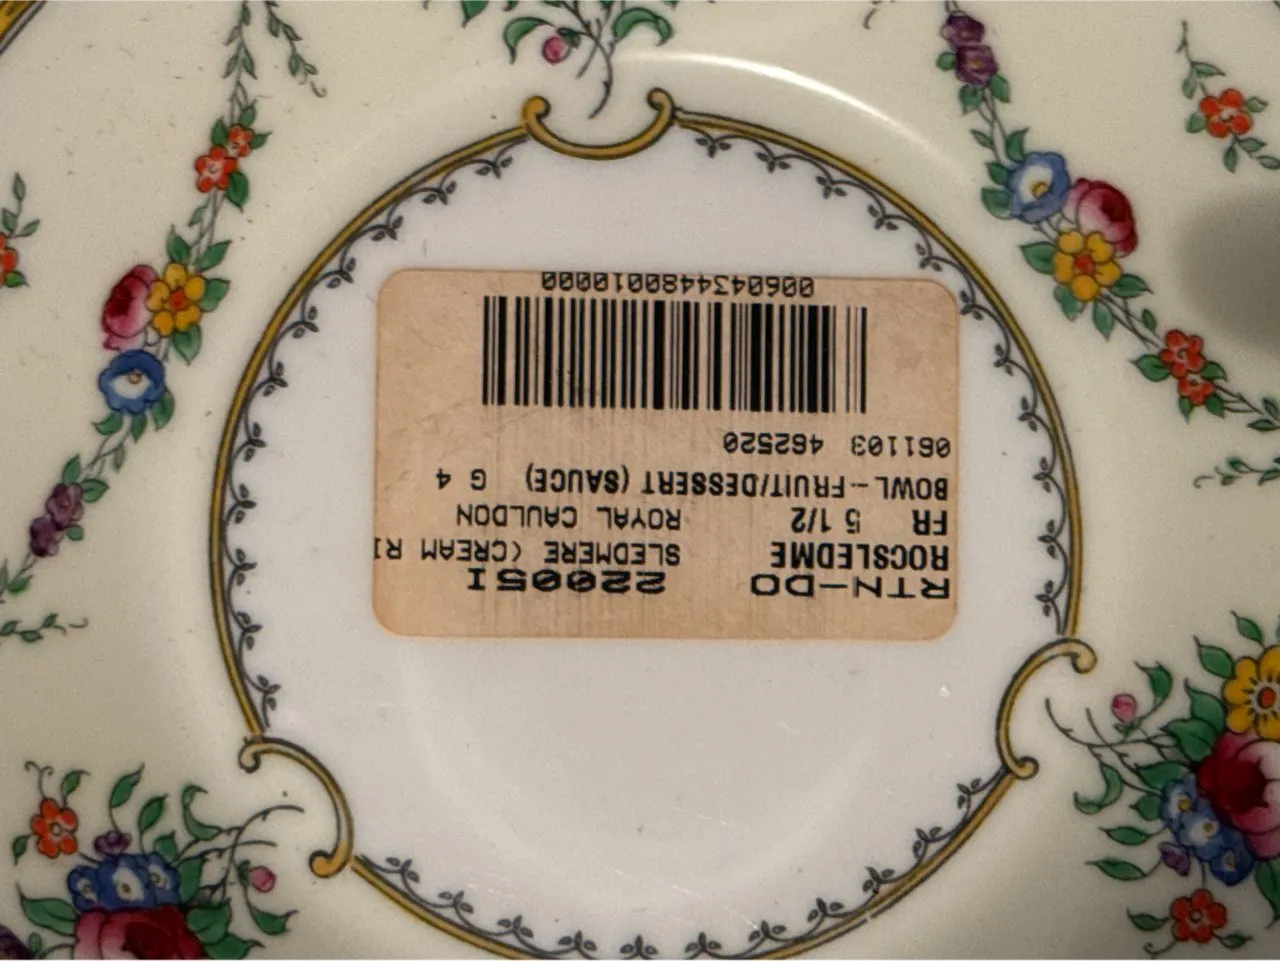 RTN-DO 22005I
ROCSLEDME SLEDMERE (CREAM RI
FR 5 1/2 ROYAL CAULDON
BOWL--FRUIT/DESSERT (SAUCE) G 4
061103 462520
0060434480010000